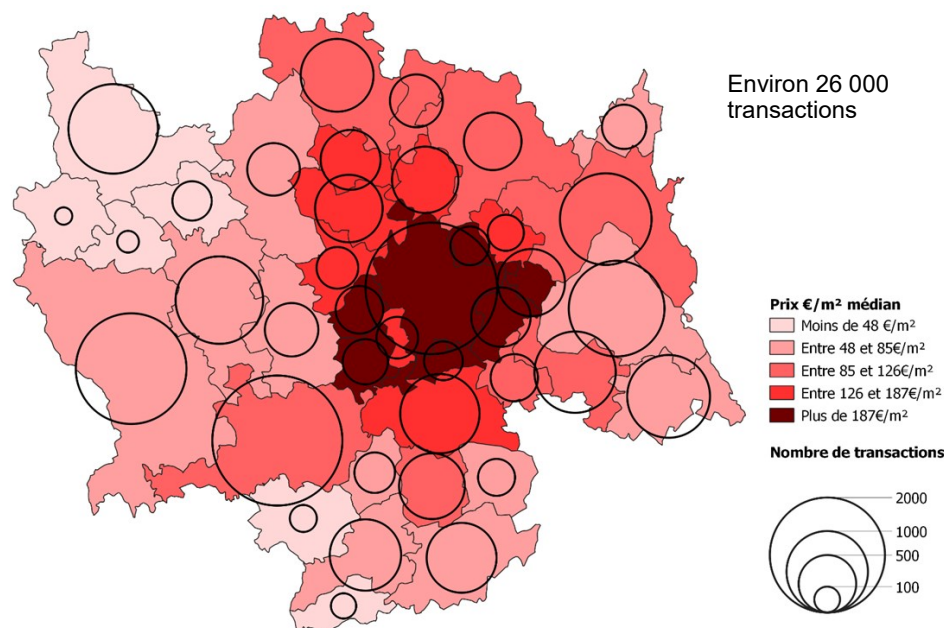 Environ 26 000
transactions
Prix €/m² médian
Moins de 48 €/m²
Entre 48 et 85€/m²
Entre 85 et 126€/m²
Entre 126 et 187€/m²
Plus de 187€/m²
Nombre de transactions
2000
1000
500
100